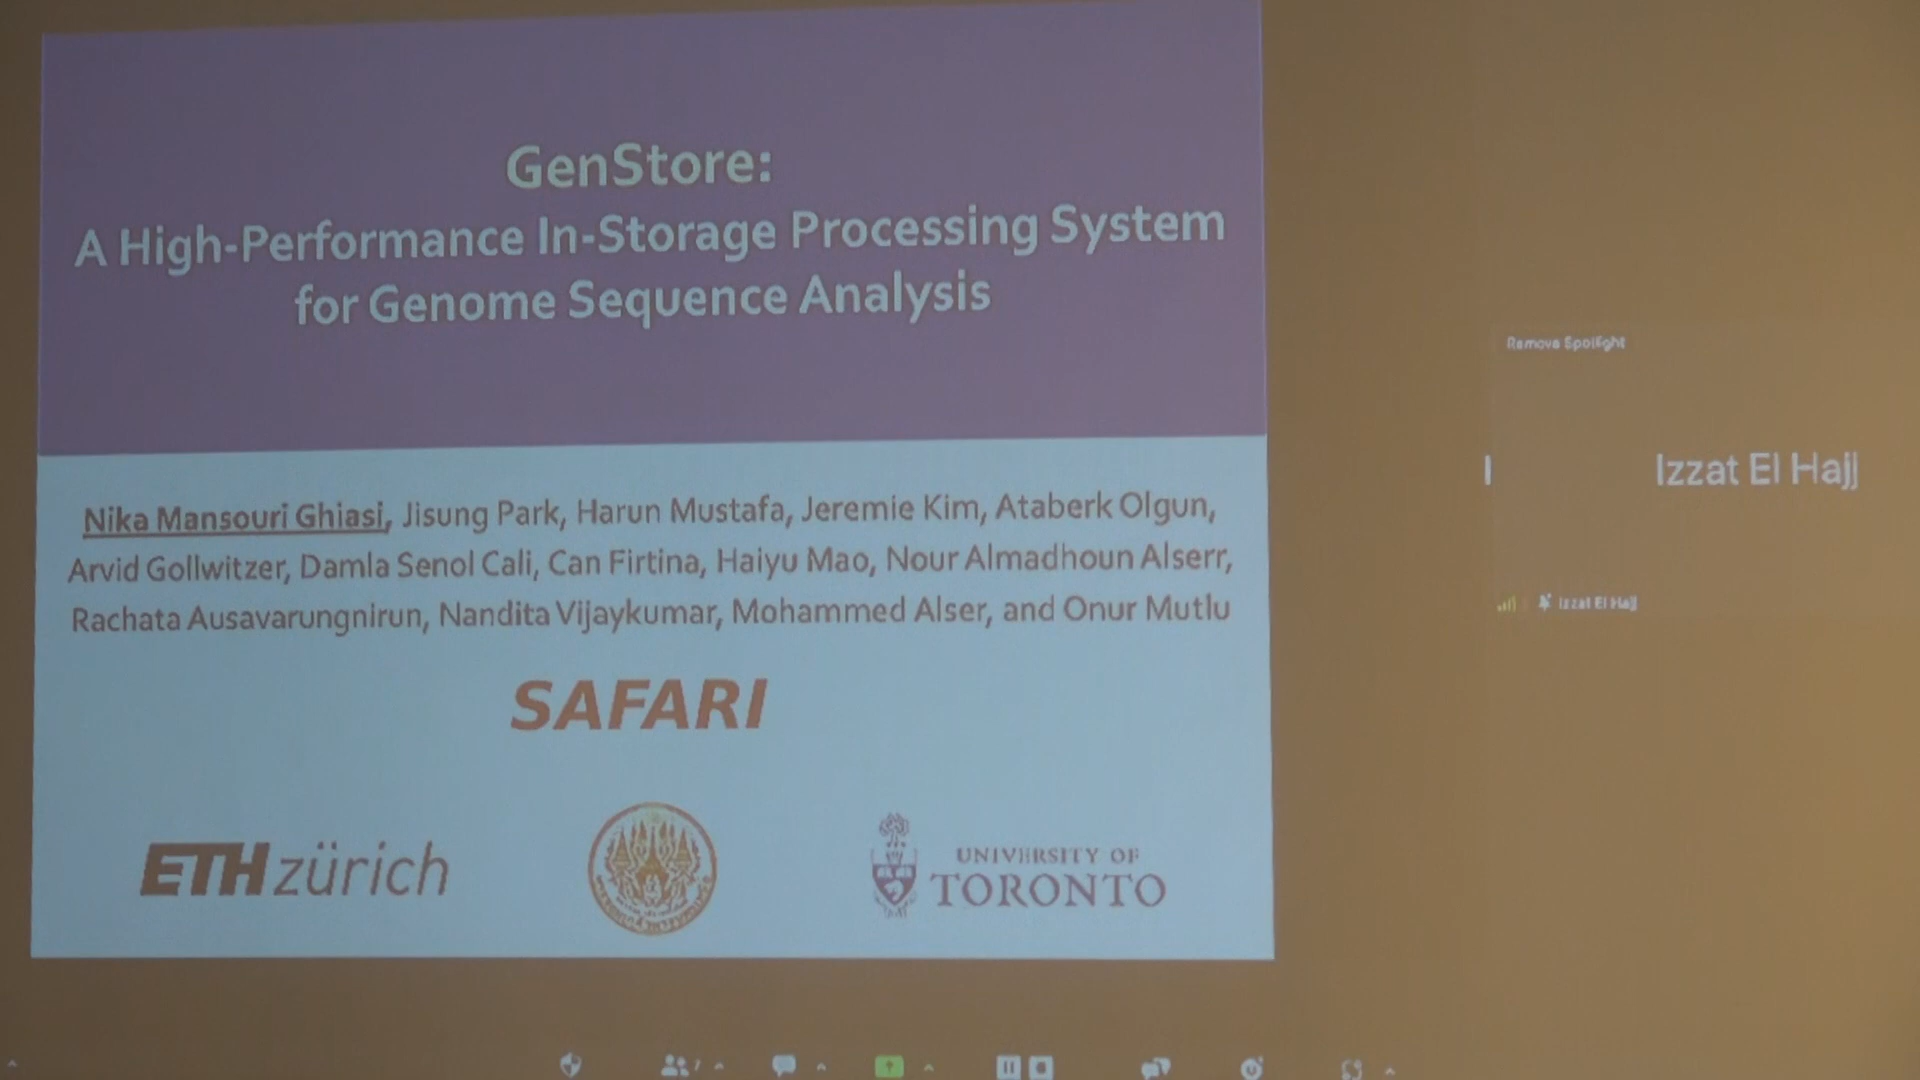 GenStore:
A High-Performance In-Storage Processing System
for Genome Sequence Analysis
Nika Mansouri Ghiasi, Jisung Park, Harun Mustafa, Jeremie Kim, Ataberk Olgun,
Arvid Gollwitzer, Damla Senol Cali, Can Firtina, Haiyu Mao, Nour Almadhoun Alserr,
Rachata Ausavarungnirun, Nandita Vijaykumar, Mohammed Alser, and Onur Mutlu
SAFARI
ETH zürich
UNIVERSITY OF
TORONTO
Remove Spotlight
Izzat El Hajj
Izzat El Hajj